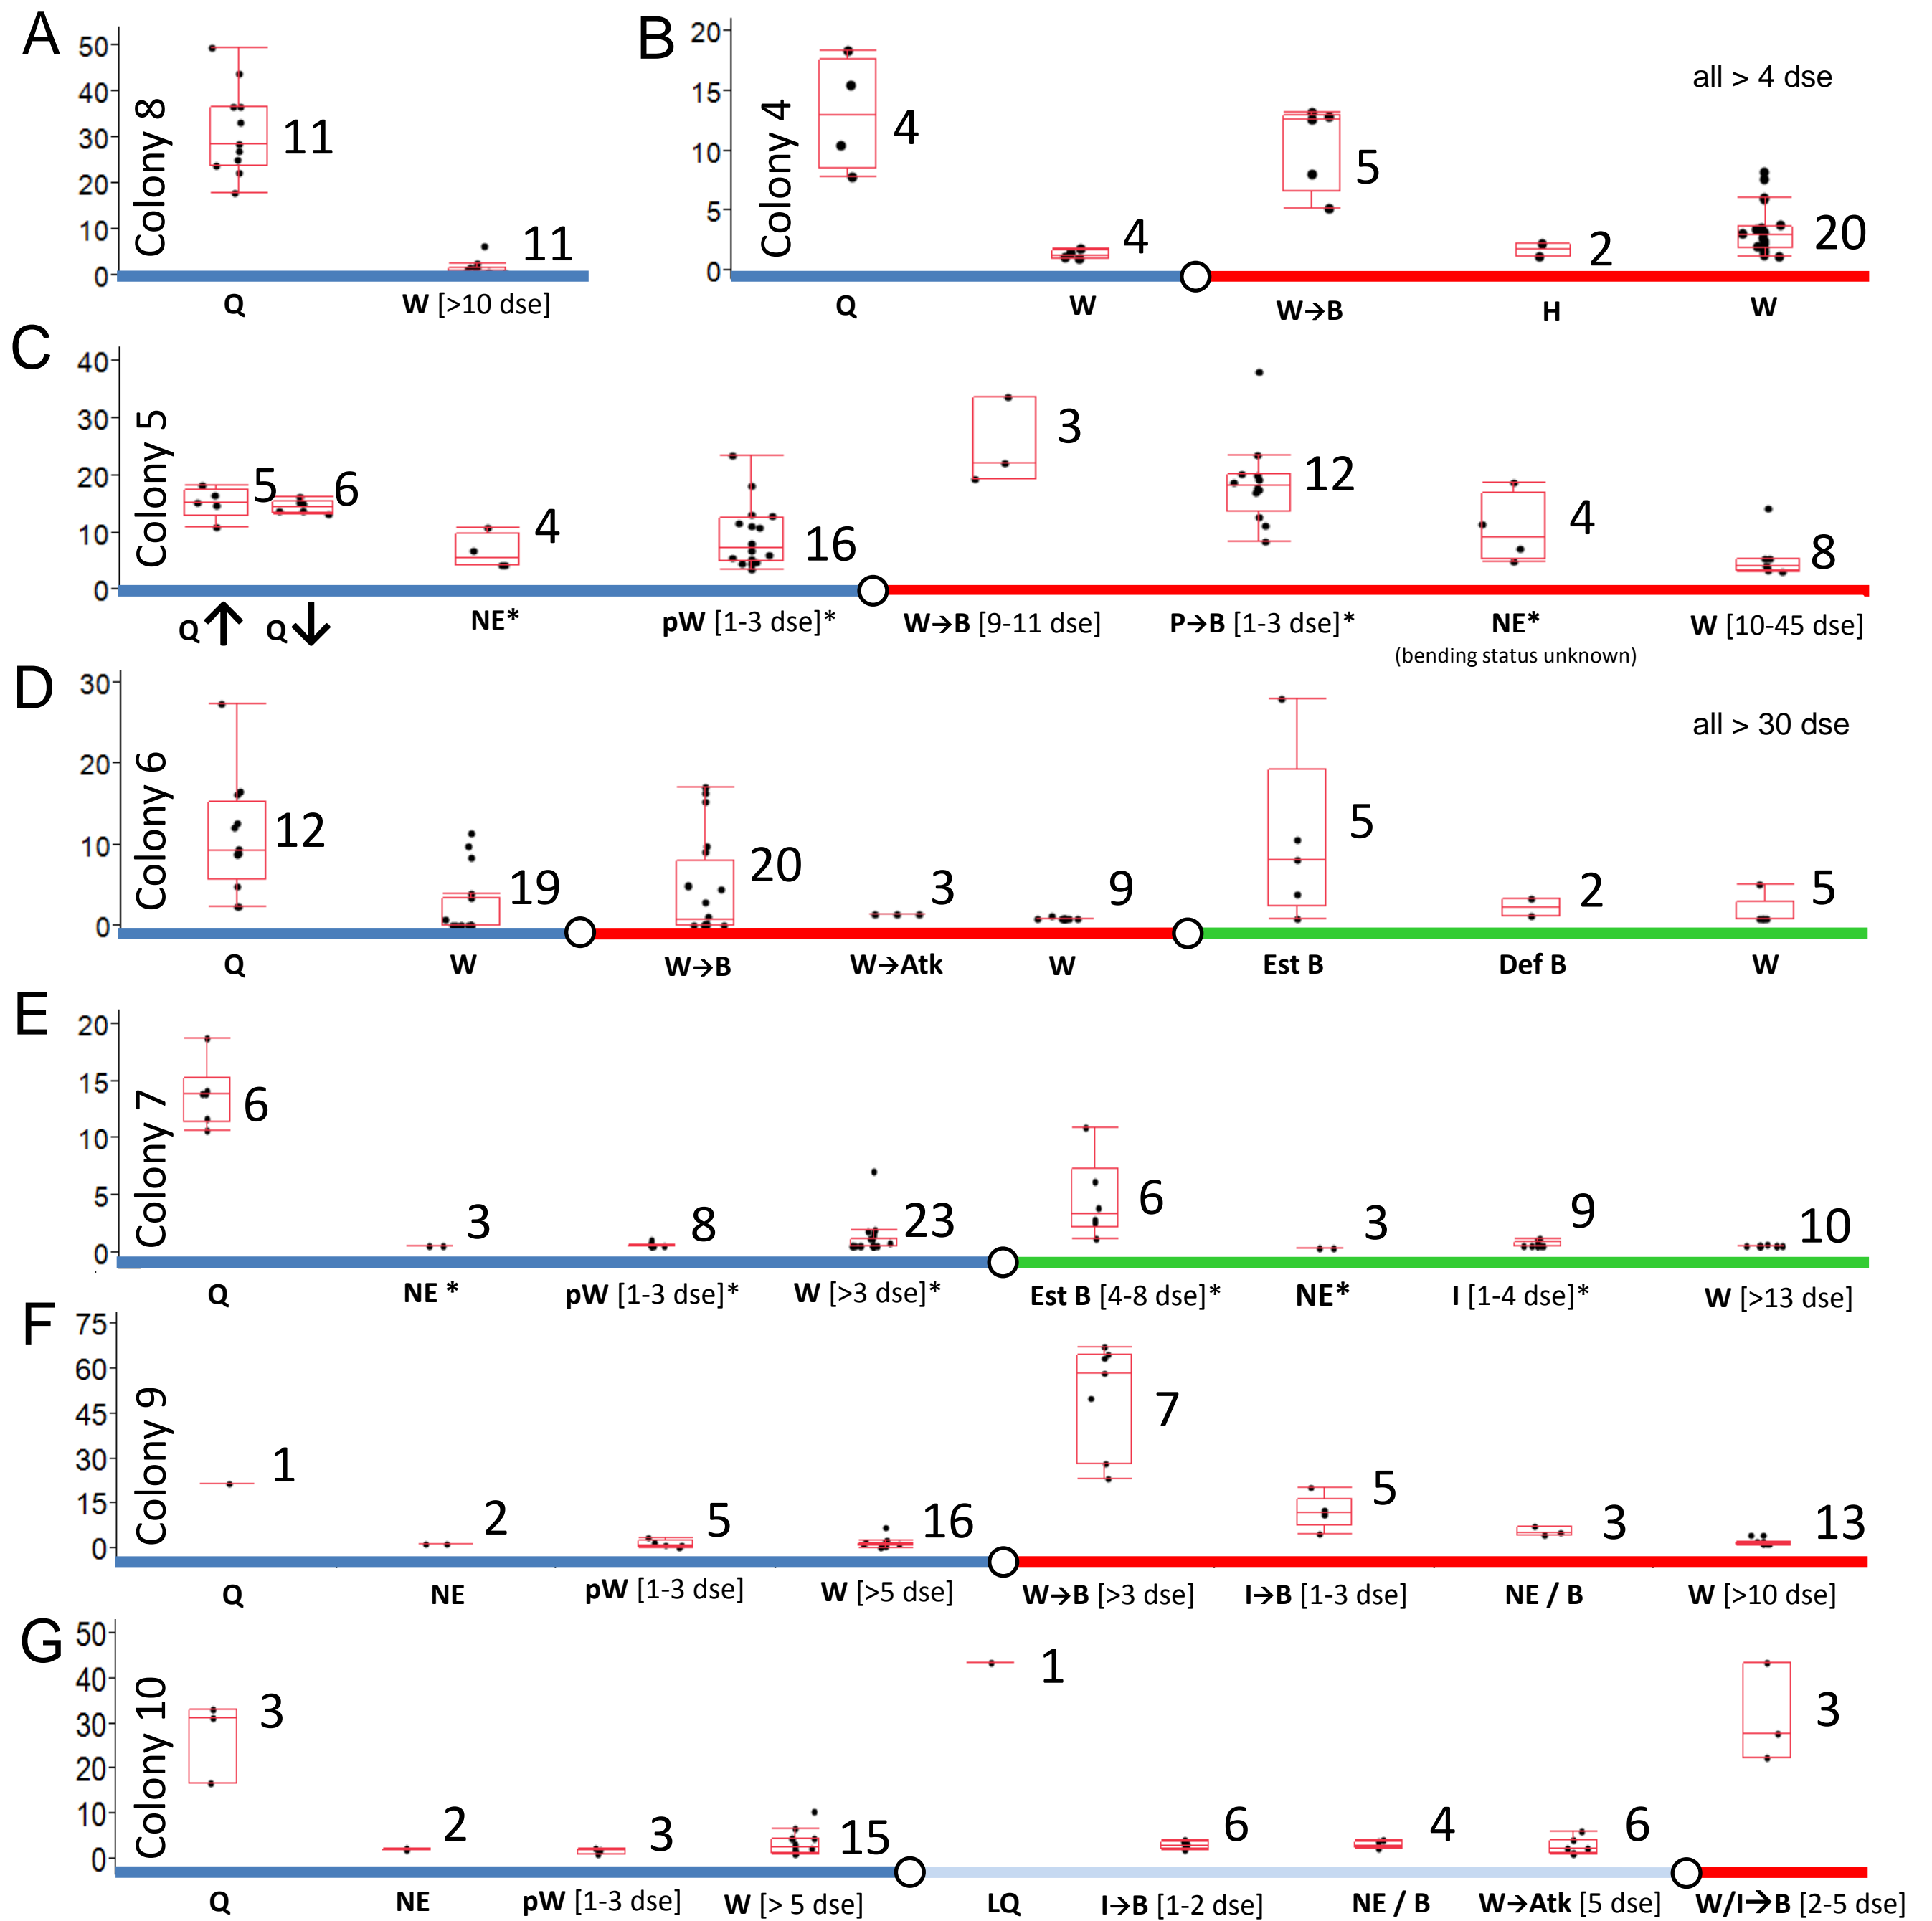 A
50
40
30
20
10
0
Colony 8
11
11
Q
W [>10 dse]
B
20
15
10
5
0
Colony 4
all > 4 dse
4
4
5
2
20
Q
W
W→B
H
W
C
40
30
20
10
0
Colony 5
5
6
4
16
3
12
4
8
Q↑
Q↓
NE*
pW [1-3 dse]*
W→B [9-11 dse]
P→B [1-3 dse]*
NE*
(bending status unknown)
W [10-45 dse]
D
30
20
10
0
Colony 6
all > 30 dse
12
19
20
3
9
5
2
5
Q
W
W→B
W→Atk
W
Est B
Def B
W
E
20
15
10
5
0
Colony 7
6
3
8
23
6
3
9
10
Q
NE *
pW [1-3 dse]*
W [>3 dse]*
Est B [4-8 dse]*
NE*
I [1-4 dse]*
W [>13 dse]
F
75
60
45
30
15
0
Colony 9
1
2
5
16
7
5
3
13
Q
NE
pW [1-3 dse]
W [>5 dse]
W→B [>3 dse]
I→B [1-3 dse]
NE / B
W [>10 dse]
G
50
40
30
20
10
0
Colony 10
3
2
3
15
1
6
4
6
3
Q
NE
pW [1-3 dse]
W [> 5 dse]
LQ
I→B [1-2 dse]
NE / B
W→Atk [5 dse]
W/I→B [2-5 dse]